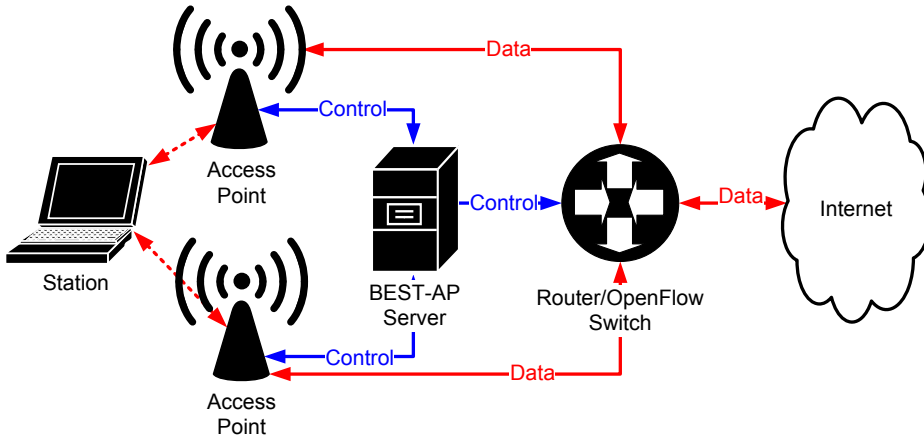 Data
Control
Access
Point
Station
BEST-AP
Server
Control
Router/OpenFlow
Switch
Data
Internet
Control
Data
Access
Point